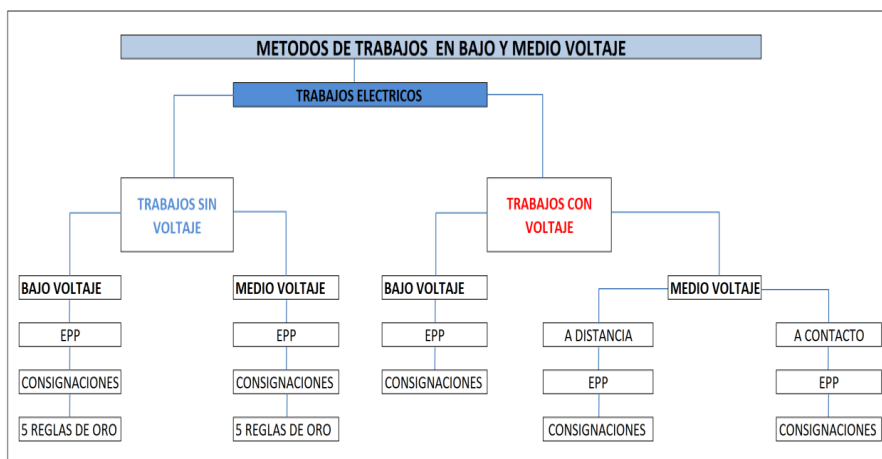 METODOS DE TRABAJOS EN BAJO Y MEDIO VOLTAJE
TRABAJOS ELECTRICOS
TRABAJOS SIN
VOLTAJE
TRABAJOS CON
VOLTAJE
BAJO VOLTAJE
MEDIO VOLTAJE
BAJO VOLTAJE
MEDIO VOLTAJE
EPP
EPP
EPP
A DISTANCIA
A CONTACTO
CONSIGNACIONES
CONSIGNACIONES
CONSIGNACIONES
EPP
EPP
5 REGLAS DE ORO
5 REGLAS DE ORO
CONSIGNACIONES
CONSIGNACIONES